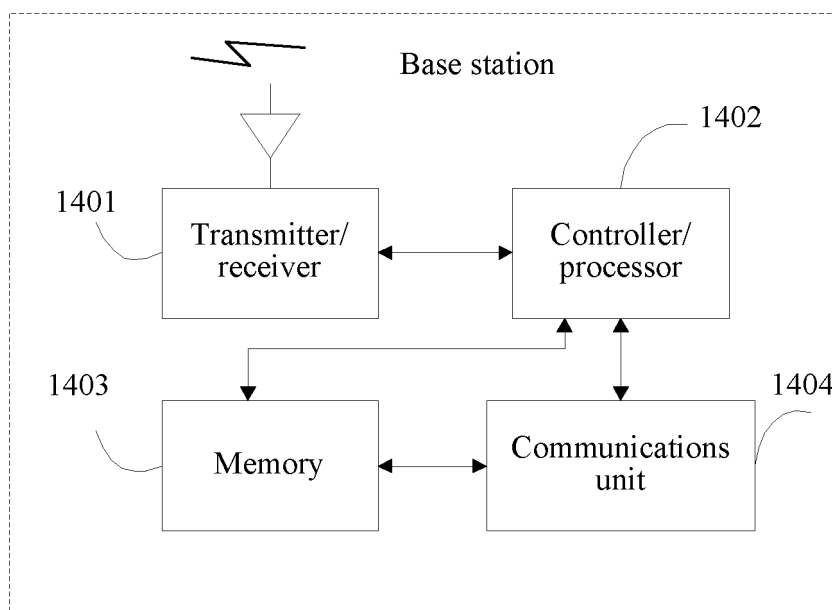 Base station
1402
1401
Transmitter/
receiver
Controller/
processor
1403
1404
Memory
Communications
unit